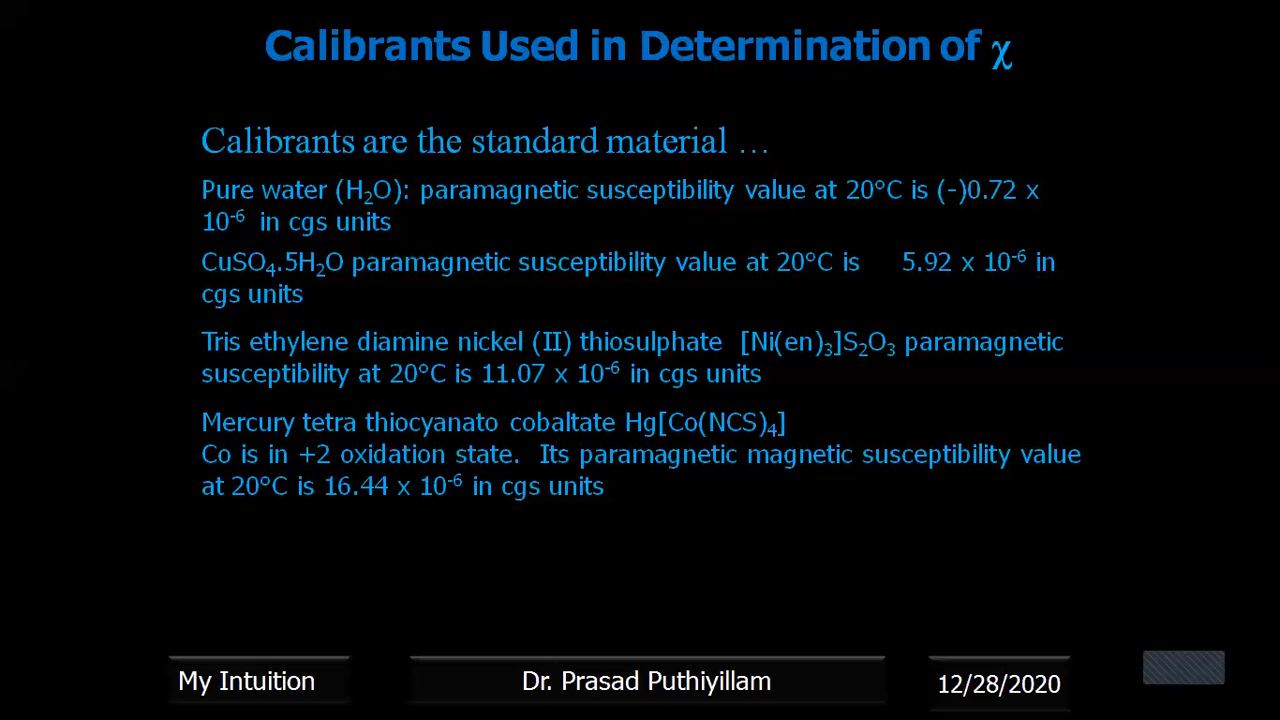 Calibrants Used in Determination of χ
Calibrants are the standard material …
Pure water (H₂O): paramagnetic susceptibility value at 20°C is (-)0.72 x
10⁻⁶ in cgs units
CuSO₄.5H₂O paramagnetic susceptibility value at 20°C is 5.92 x 10⁻⁶ in
cgs units
Tris ethylene diamine nickel (II) thiosulphate [Ni(en)₃]S₂O₃ paramagnetic
susceptibility at 20°C is 11.07 x 10⁻⁶ in cgs units
Mercury tetra thiocyanato cobaltate Hg[Co(NCS)₄]
Co is in +2 oxidation state. Its paramagnetic magnetic susceptibility value
at 20°C is 16.44 x 10⁻⁶ in cgs units
My Intuition
Dr. Prasad Puthiyillam
12/28/2020